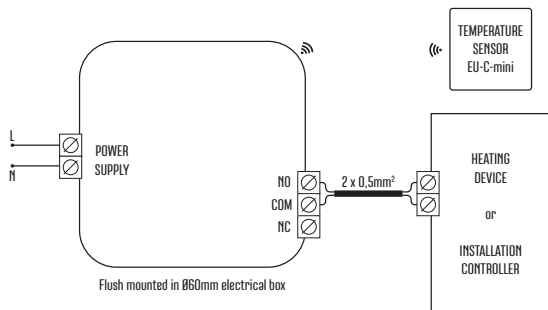 TEMPERATURE
SENSOR
EU-C-mini
L
N
POWER
SUPPLY
NO
COM
NC
2 x 0,5mm²
HEATING
DEVICE
or
INSTALLATION
CONTROLLER
Flush mounted in Ø60mm electrical box